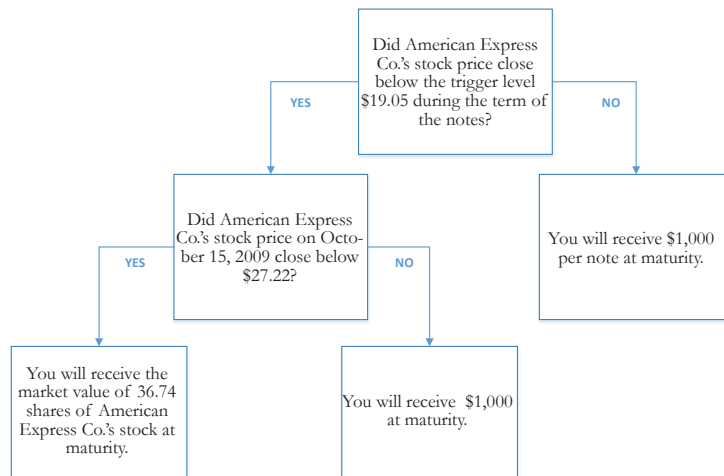 Did American Express
Co.'s stock price close
below the trigger level
$19.05 during the term of
the notes?
YES
NO
Did American Express
Co.'s stock price on Octo-
ber 15, 2009 close below
$27.22?
You will receive $1,000
per note at maturity.
YES
NO
You will receive the
market value of 36.74
shares of American
Express Co.'s stock at
maturity.
You will receive $1,000
at maturity.